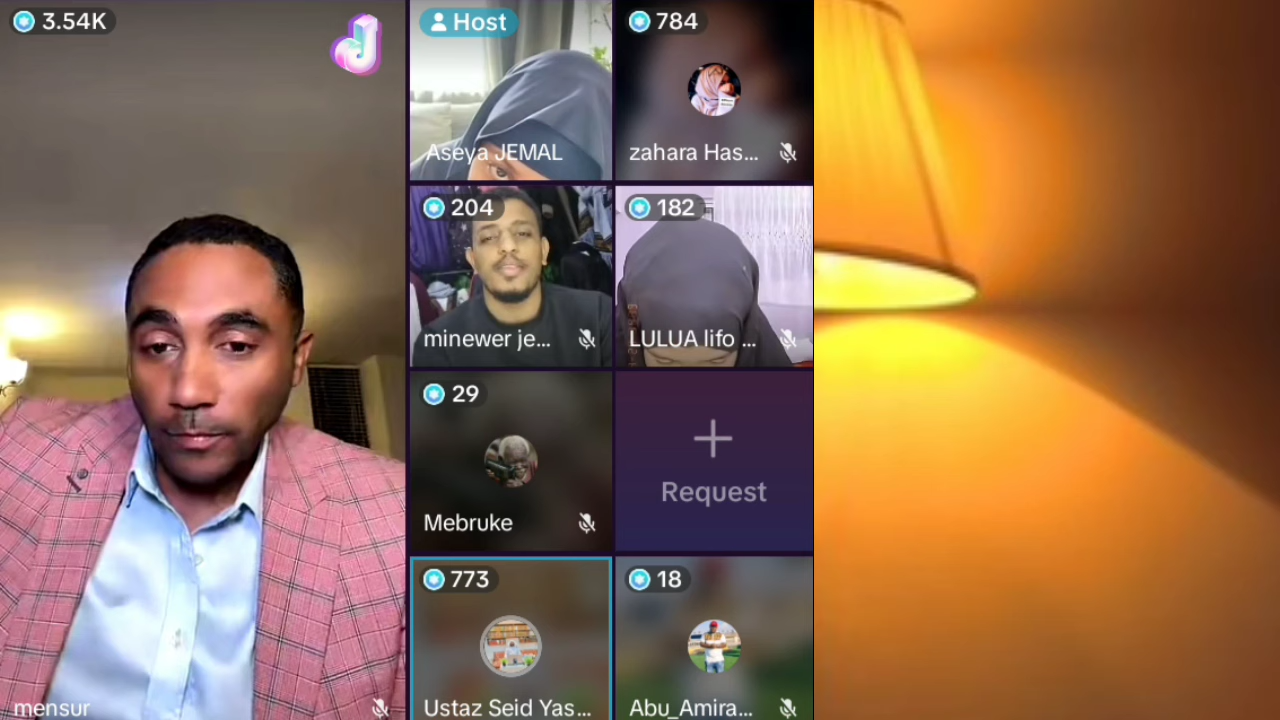 3.54K
mensur
Host
Aseya JEMAL
784
zahara Has...
204
minewer je...
182
LULUA lifo ...
29
Mebruke
Request
773
Ustaz Seid Yas...
18
Abu_Amira...